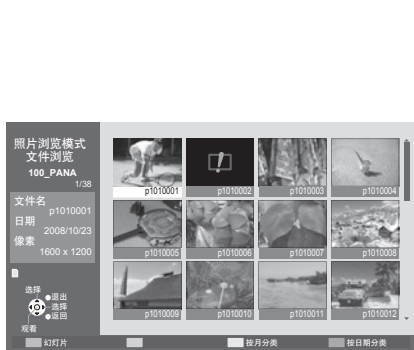 照片浏览模式
文件浏览
100_PANA
1/38
文件名
p1010001
日期
2008/10/23
像素
1600 x 1200
选择
退出
选择
返回
观看
p1010001
p1010002
p1010003
p1010004
p1010005
p1010006
p1010007
p1010008
p1010009
p1010010
p1010011
p1010012
幻灯片
按月分类
按日期分类